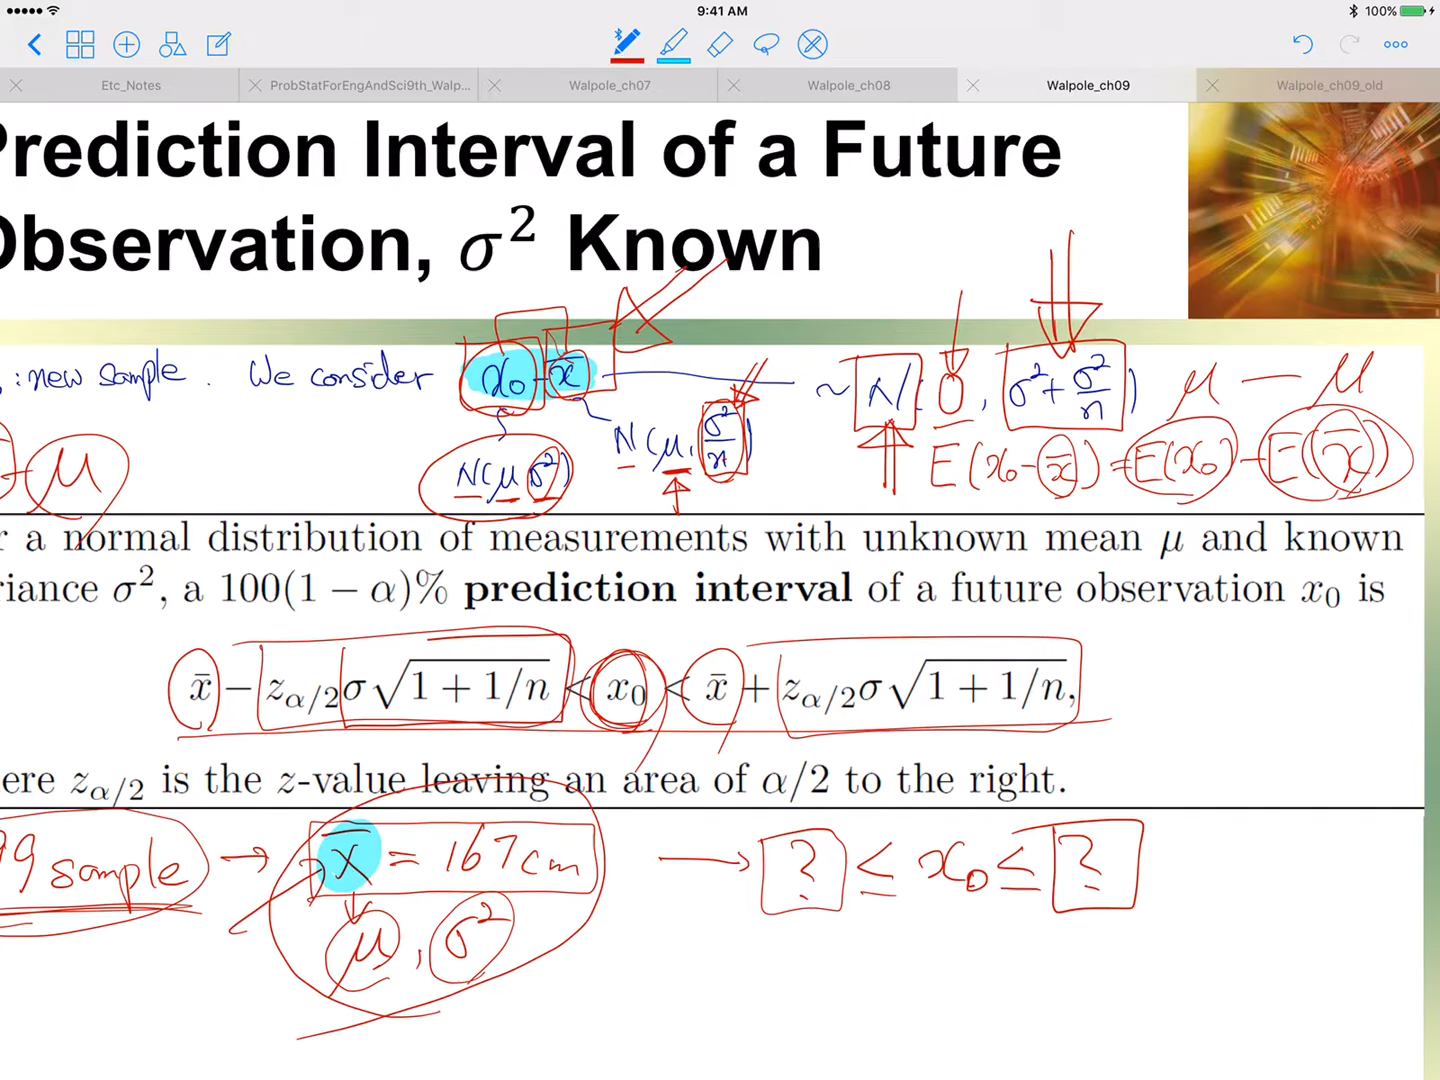 9:41 AM 100%
Etc_Notes ProbStatForEngAndSci9th_Walp... Walpole_ch07 Walpole_ch08 Walpole_ch09 Walpole_ch09_old
Prediction Interval of a Future
Observation, σ² Known
: new sample. We consider x₀ - x̄ ~ N(0, σ² + σ²/n) μ — μ
μ N(μ, σ²) N(μ, σ²/n) E(x₀ - x̄) = E(x₀) - E(x̄)
r a normal distribution of measurements with unknown mean μ and known
riance σ², a 100(1 − α)% prediction interval of a future observation x₀ is
x̄ − z_{α/2}σ√(1 + 1/n) < x₀ < x̄ + z_{α/2}σ√(1 + 1/n),
ere z_{α/2} is the z-value leaving an area of α/2 to the right.
99 sample → x̄ = 167 cm → ? ≤ x₀ ≤ ?
μ, σ²